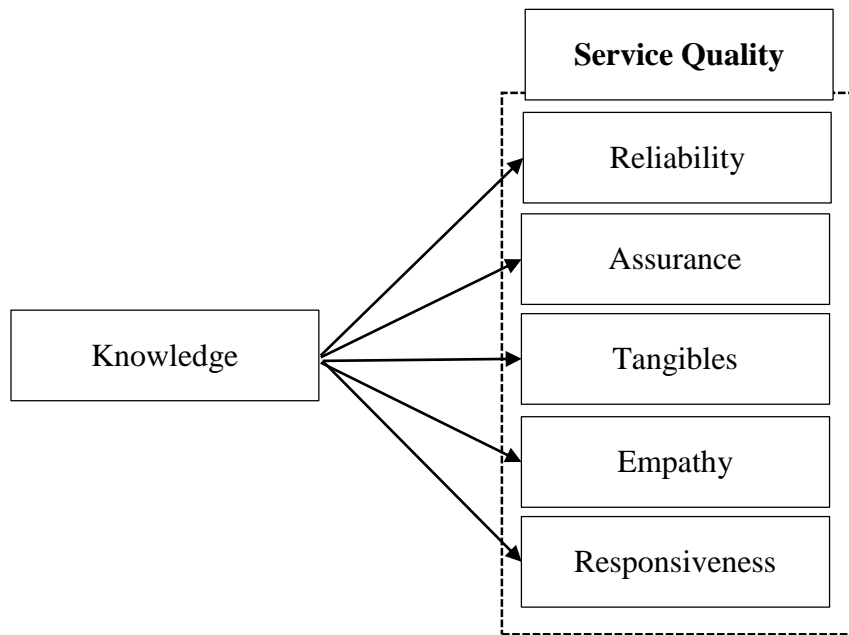 Service Quality
Reliability
Assurance
Knowledge
Tangibles
Empathy
Responsiveness